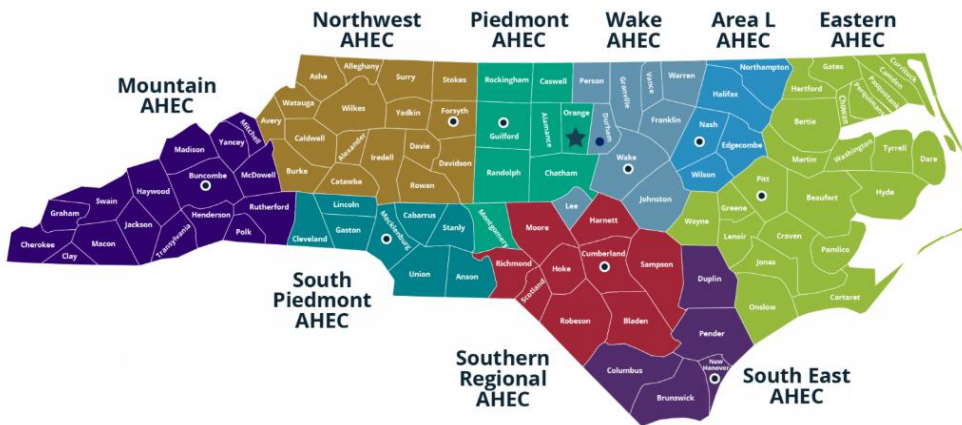 Northwest
AHEC
Piedmont
AHEC
Wake
AHEC
Area L
AHEC
Eastern
AHEC
Mountain
AHEC
South
Piedmont
AHEC
Southern
Regional
AHEC
South East
AHEC
Cherokee
Graham
Clay
Swain
Macon
Haywood
Jackson
Transylvania
Madison
Buncombe
Henderson
Yancey
Mitchell
McDowell
Polk
Rutherford
Ashe
Alleghany
Surry
Stokes
Watauga
Wilkes
Yadkin
Forsyth
Avery
Caldwell
Alexander
Iredell
Davie
Davidson
Burke
Catawba
Rowan
Cleveland
Lincoln
Gaston
Mecklenburg
Cabarrus
Stanly
Union
Anson
Rockingham
Caswell
Guilford
Alamance
Orange
Randolph
Chatham
Montgomery
Person
Granville
Vance
Warren
Durham
Franklin
Wake
Johnston
Lee
Northampton
Halifax
Nash
Edgecombe
Wilson
Moore
Harnett
Richmond
Scotland
Hoke
Cumberland
Sampson
Robeson
Bladen
Duplin
Pender
New
Hanover
Columbus
Brunswick
Gates
Hertford
Currituck
Camden
Pasquotank
Perquimans
Chowan
Bertie
Martin
Washington
Tyrrell
Dare
Pitt
Beaufort
Hyde
Wayne
Greene
Lenoir
Craven
Pamlico
Jones
Onslow
Cartaret